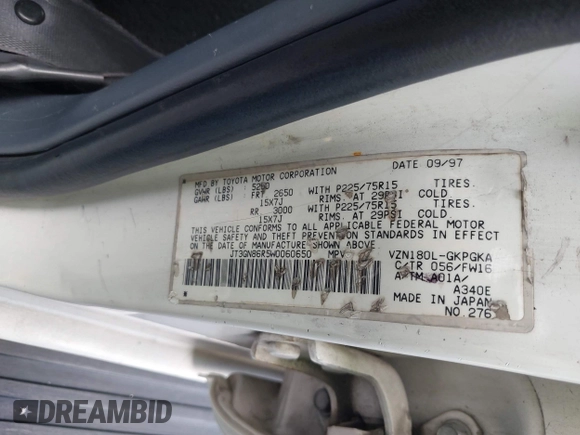 MFD BY TOYOTA MOTOR CORPORATION DATE 09/97
GVWR (LBS) 5250
GAWR (LBS) FRT 2650 WITH P225/75R15 TIRES.
15X7J RIMS. AT 29PSI COLD
RR 3000 WITH P225/75R15 TIRES.
15X7J RIMS. AT 29PSI COLD
THIS VEHICLE CONFORMS TO ALL APPLICABLE FEDERAL MOTOR
VEHICLE SAFETY AND THEFT PREVENTION STANDARDS IN EFFECT
ON THE DATE OF MANUFACTURE SHOWN ABOVE.
JT3GN86R5W0060650 MPV VZN180L-GKPGKA
C/TR 056/FW16
A/TM A01A/
A340E
MADE IN JAPAN
NO.276
DREAMBID